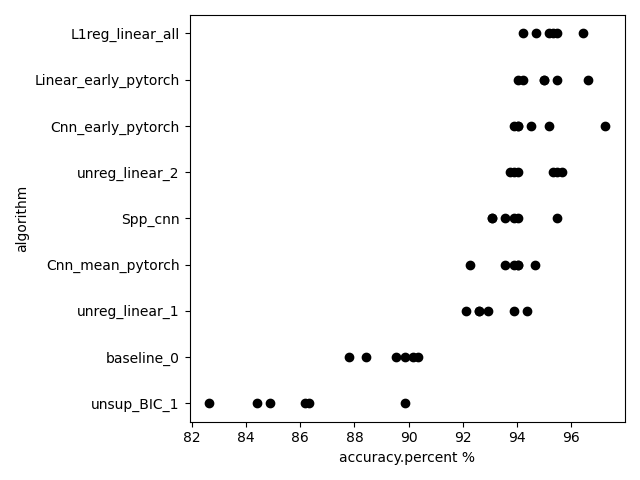 L1reg_linear_all
Linear_early_pytorch
Cnn_early_pytorch
unreg_linear_2
Spp_cnn
Cnn_mean_pytorch
unreg_linear_1
baseline_0
unsup_BIC_1
algorithm
82 84 86 88 90 92 94 96
accuracy.percent %